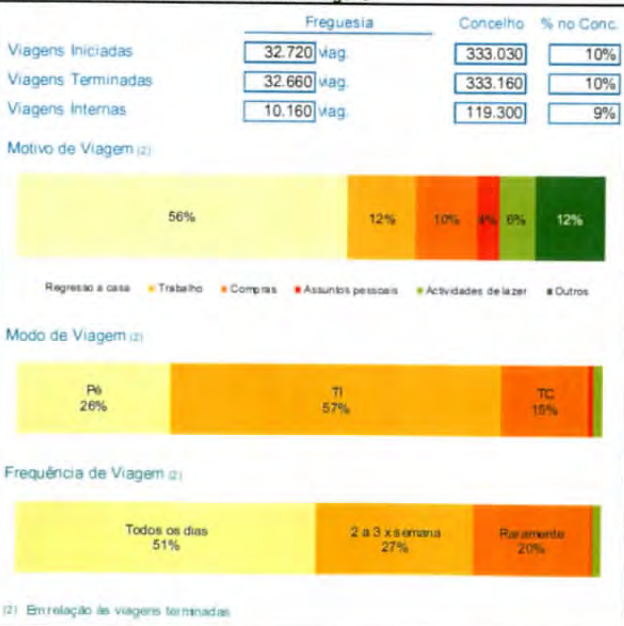 Freguesia Concelho % no Conc.
Viagens Iniciadas 32.720 viag. 333.030 10%
Viagens Terminadas 32.660 viag. 333.160 10%
Viagens Internas 10.160 viag. 119.300 9%
Motivo de Viagem (2)
56% 12% 10% 4% 6% 12%
Regresso a casa Trabalho Compras Assuntos pessoais Actividades de lazer Outros
Modo de Viagem (2)
Pé TI TC
26% 57% 15%
Frequência de Viagem (2)
Todos os dias 2 a 3 x semana Raramente
51% 27% 20%
(2) Em relação às viagens terminadas